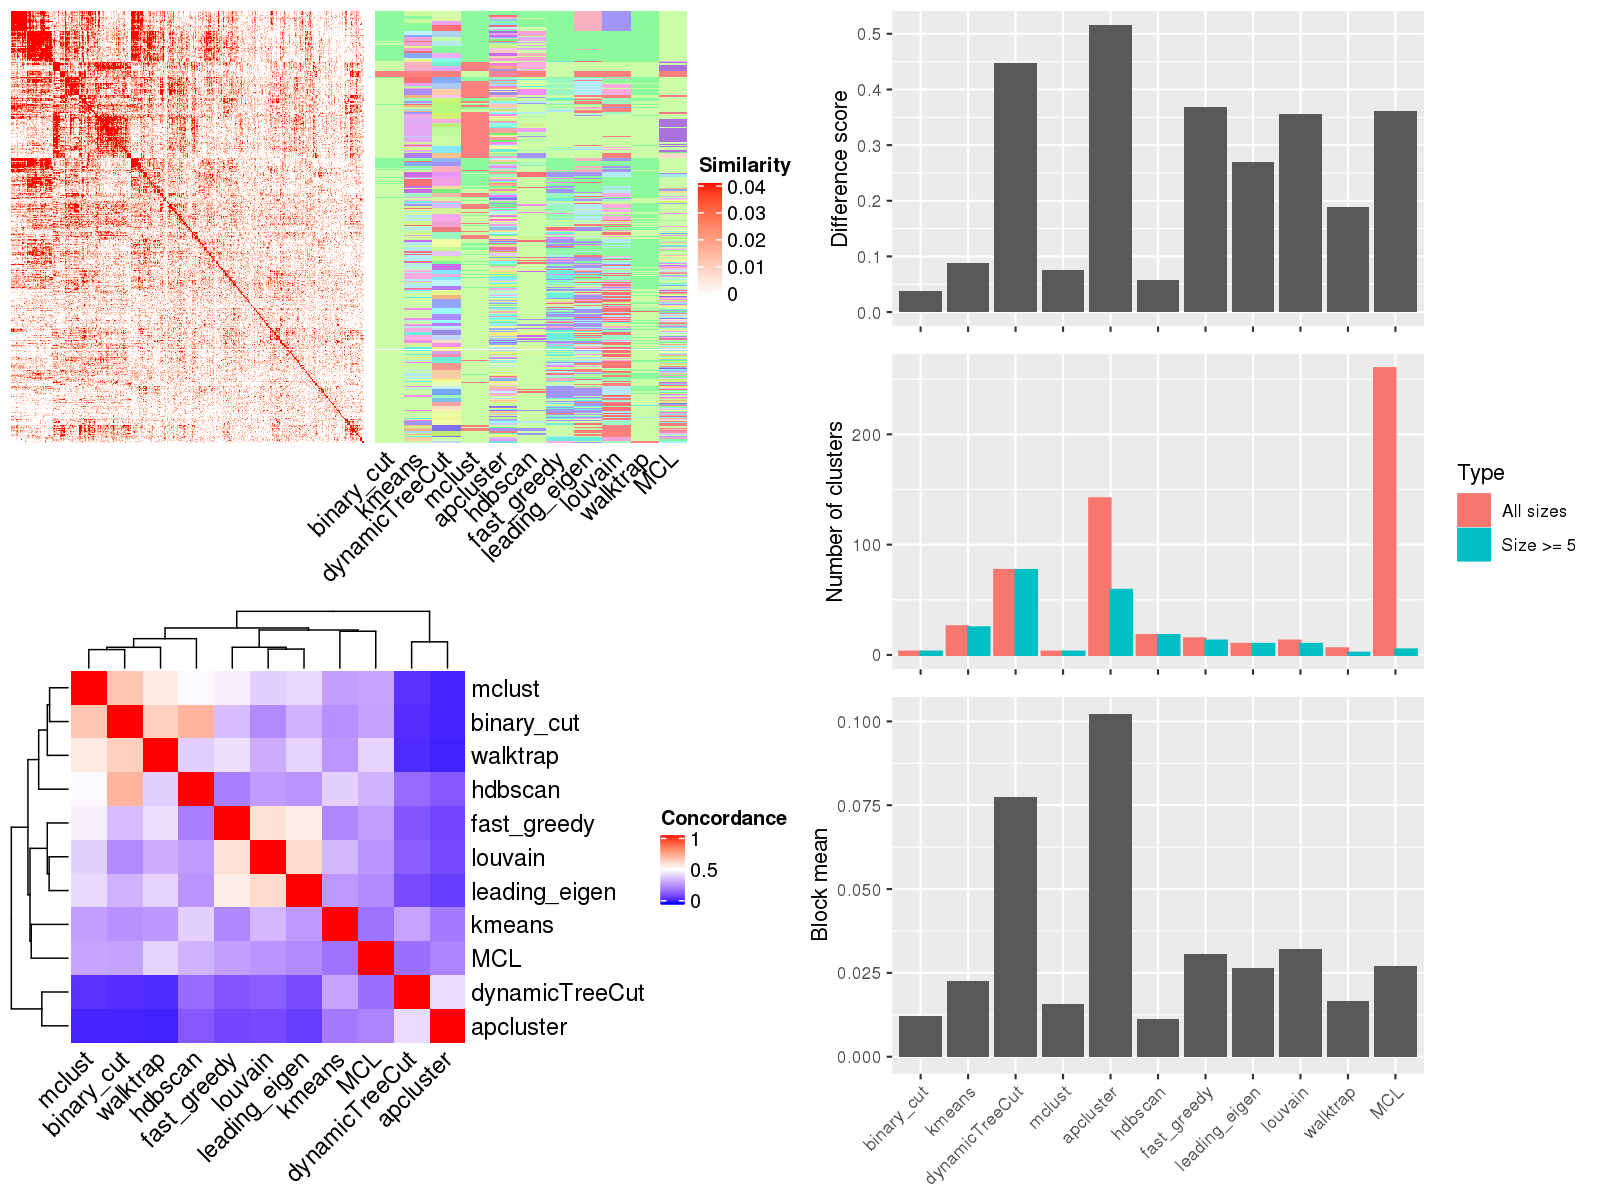 Similarity
0.04
0.03
0.02
0.01
0
binary_cut
kmeans
dynamicTreeCut
mclust
apcluster
hdbscan
fast_greedy
leading_eigen
louvain
walktrap
MCL
mclust
binary_cut
walktrap
hdbscan
fast_greedy
louvain
leading_eigen
kmeans
MCL
dynamicTreeCut
apcluster
mclust
binary_cut
walktrap
hdbscan
fast_greedy
louvain
leading_eigen
kmeans
MCL
dynamicTreeCut
apcluster
Concordance
1
0.5
0
Difference score
0.5
0.4
0.3
0.2
0.1
0.0
Number of clusters
200
100
0
Type
All sizes
Size >= 5
Block mean
0.100
0.075
0.050
0.025
0.000
binary_cut
kmeans
dynamicTreeCut
mclust
apcluster
hdbscan
fast_greedy
leading_eigen
louvain
walktrap
MCL